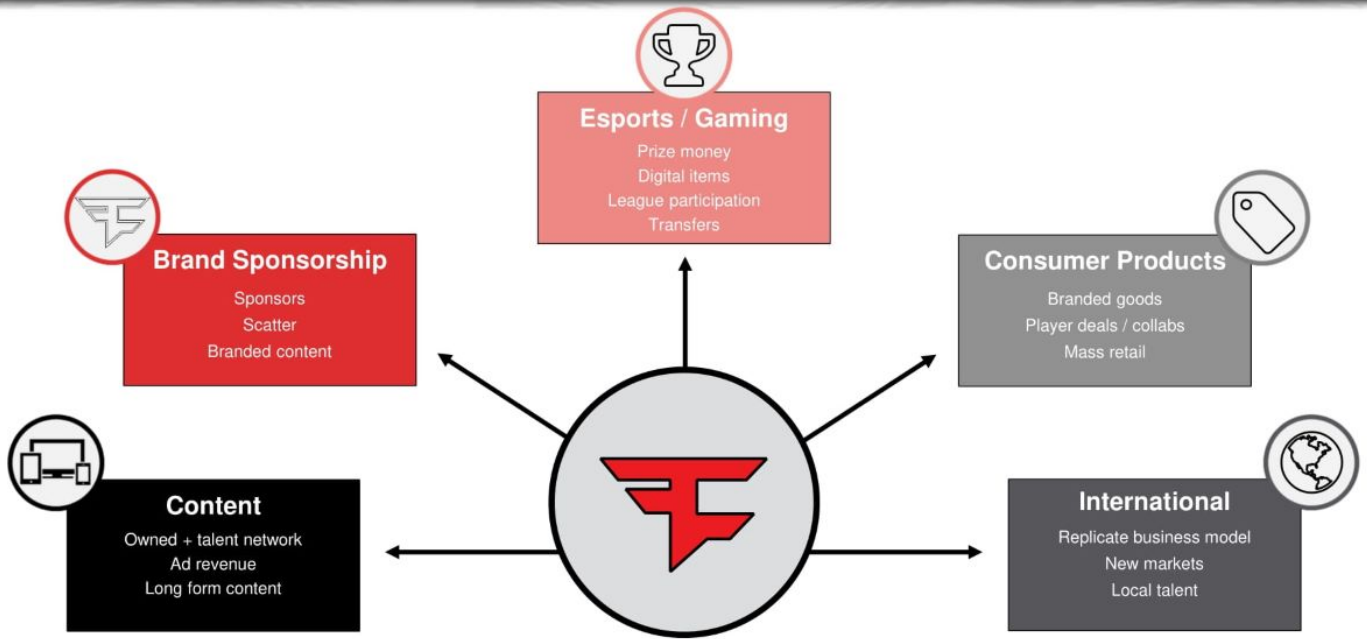 Esports / Gaming
Prize money
Digital items
League participation
Transfers
Brand Sponsorship
Sponsors
Scatter
Branded content
Consumer Products
Branded goods
Player deals / collabs
Mass retail
Content
Owned + talent network
Ad revenue
Long form content
International
Replicate business model
New markets
Local talent